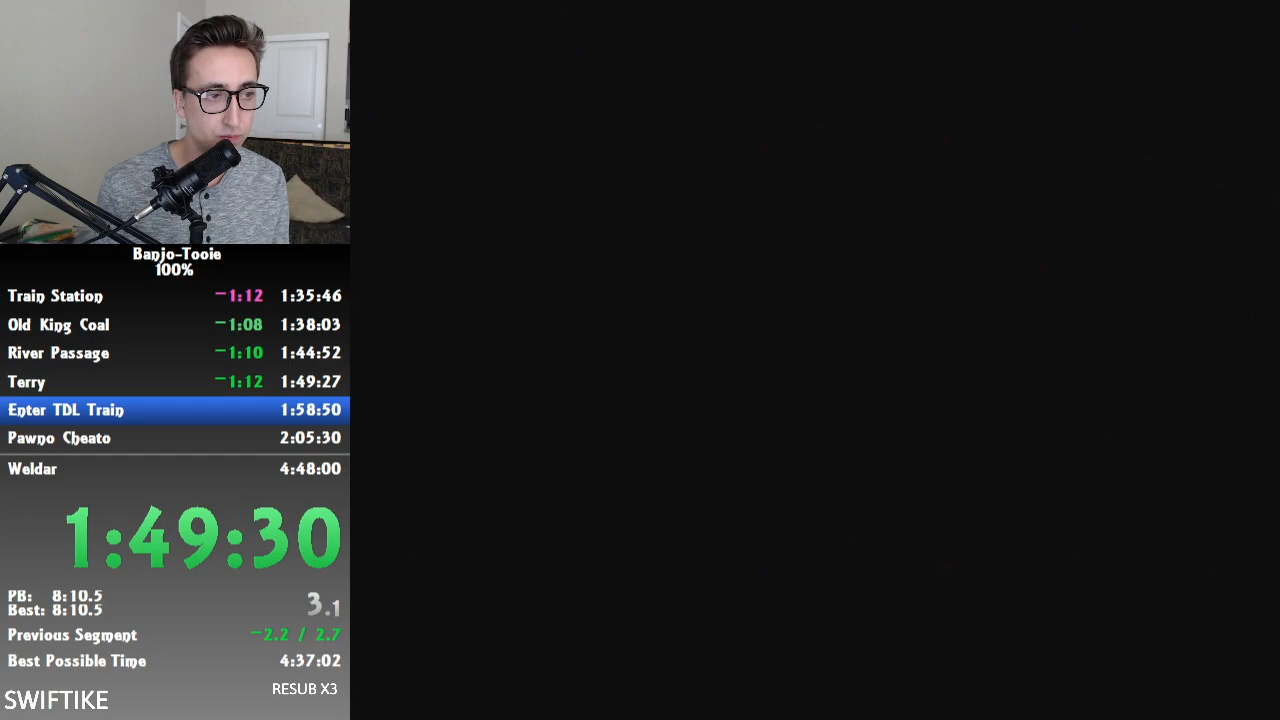 Banjo-Tooie
100%
Train Station −1:12 1:35:46
Old King Coal −1:08 1:38:03
River Passage −1:10 1:44:52
Terry −1:12 1:49:27
Enter TDL Train 1:58:50
Pawno Cheato 2:05:30
Weldar 4:48:00
1:49:30
PB: 8:10.5
Best: 8:10.5
3.1
Previous Segment −2.2 / 2.7
Best Possible Time 4:37:02
SWIFTIKE
RESUB X3